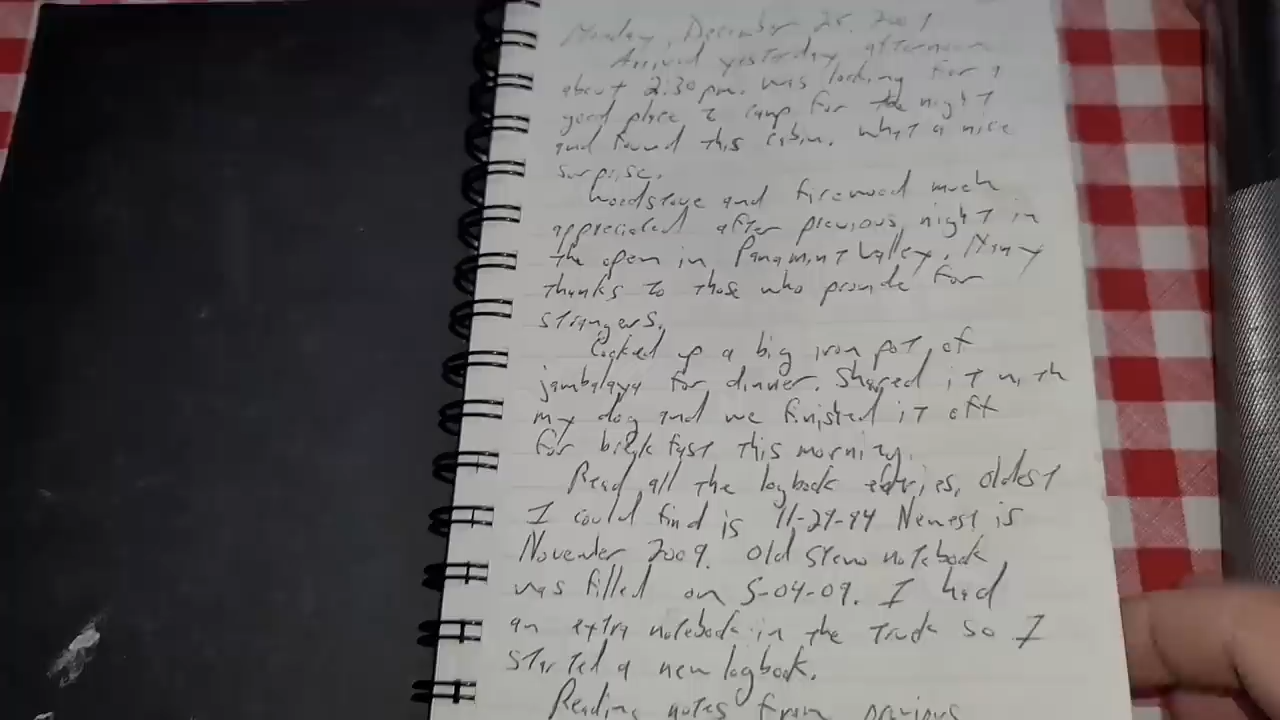 Monday, December 28, 2009
Arrived yesterday afternoon
about 2:30 pm. was looking for a
good place to camp for the night
and found this cabin. What a nice
surprise.
Woodstove and firewood much
appreciated after previous night in
the open in Panamint Valley. Many
thanks to those who provide for
strangers.
Cooked up a big iron pot of
jambalaya for dinner. Shared it with
my dog and we finished it off
for breakfast this morning.
Read all the logbook entries, oldest
I could find is 11-27-94 Newest is
November 2009. Old steno notebook
was filled on 5-04-09. I had
an extra notebook in the truck so I
started a new logbook.
Reading notes from previous